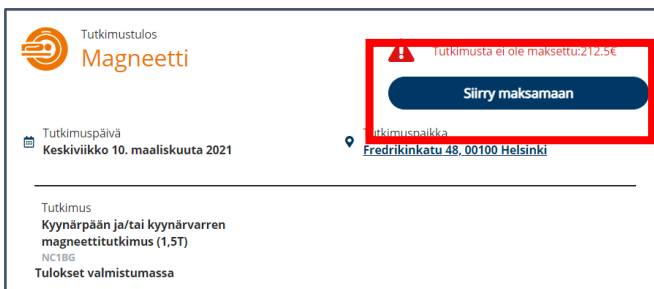 Tutkimustulos
Magneetti
Tutkimusta ei ole maksettu:212.5€
Siirry maksamaan
Tutkimuspäivä
Keskiviikko 10. maaliskuuta 2021
Tutkimuspaikka
Fredrikinkatu 48, 00100 Helsinki
Tutkimus
Kyynärpään ja/tai kyynärvarren
magneettitutkimus (1,5T)
NC1BG
Tulokset valmistumassa